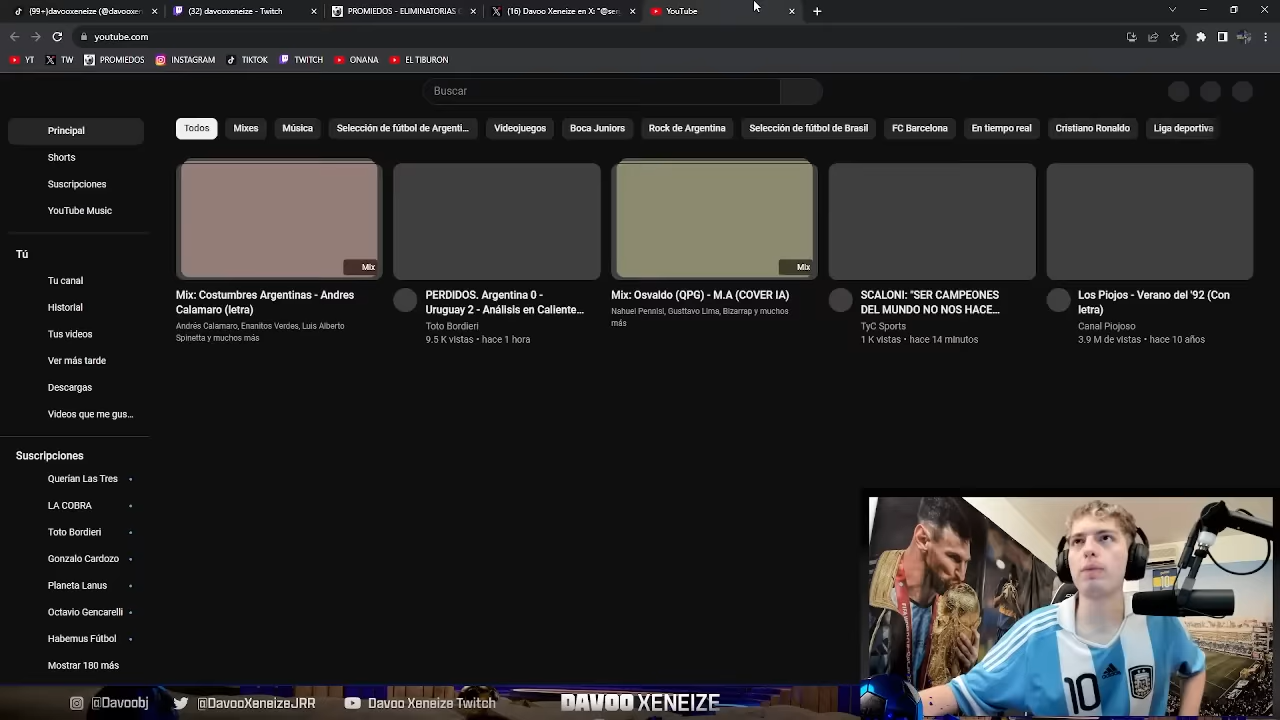 (99+)davooxeneize (@davooxen
(32) davooxeneize - Twitch
PROMIEDOS - ELIMINATORIAS C
(16) Davoo Xeneize en X: "@ser
YouTube
youtube.com
YT
TW
PROMIEDOS
INSTAGRAM
TIKTOK
TWITCH
ONANA
EL TIBURON
Buscar
Principal
Shorts
Suscripciones
YouTube Music
Tú
Tu canal
Historial
Tus videos
Ver más tarde
Descargas
Videos que me gus...
Suscripciones
Querían Las Tres
LA COBRA
Toto Bordieri
Gonzalo Cardozo
Planeta Lanus
Octavio Gencarelli
Habemus Fútbol
Mostrar 180 más
Todos
Mixes
Música
Selección de fútbol de Argenti...
Videojuegos
Boca Juniors
Rock de Argentina
Selección de fútbol de Brasil
FC Barcelona
En tiempo real
Cristiano Ronaldo
Liga deportiva
Mix
Mix: Costumbres Argentinas - Andres
Calamaro (letra)
Andrés Calamaro, Enanitos Verdes, Luis Alberto
Spinetta y muchos más
PERDIDOS. Argentina 0 -
Uruguay 2 - Análisis en Caliente...
Toto Bordieri
9.5 K vistas • hace 1 hora
Mix
Mix: Osvaldo (QPG) - M.A (COVER IA)
Nahuel Pennisi, Gusttavo Lima, Bizarrap y muchos
más
SCALONI: "SER CAMPEONES
DEL MUNDO NO NOS HACE...
TyC Sports
1 K vistas • hace 14 minutos
Los Piojos - Verano del '92 (Con
letra)
Canal Piojoso
3.9 M de vistas • hace 10 años
10
@Davoobj
@DavooXeneizeJRR
Davoo Xeneize Twitch
DAVOO XENEIZE